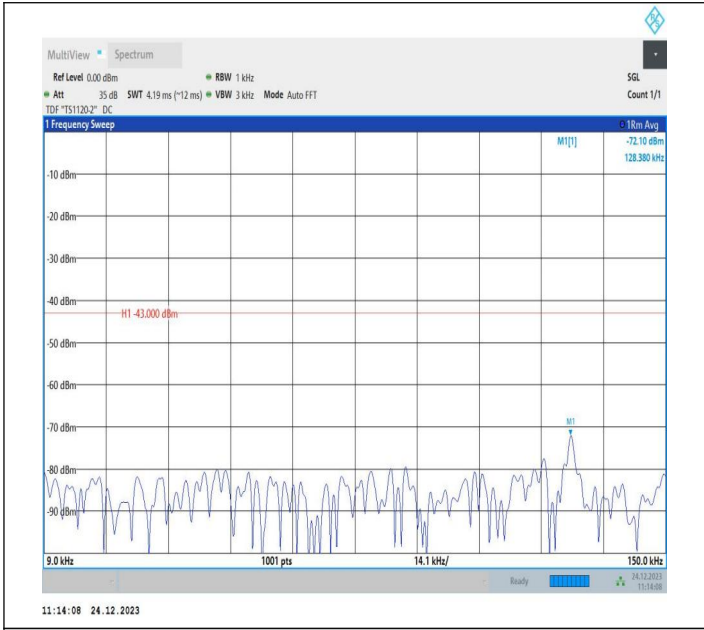 R S
MultiView Spectrum
Ref Level 0.00 dBm RBW 1 kHz SGL
Att 35 dB SWT 4.19 ms (~12 ms) VBW 3 kHz Mode Auto FFT Count 1/1
TDF "TS1120-2" DC
1 Frequency Sweep 1Rm Avg
M1[1] -72.10 dBm
128.380 kHz
-10 dBm
-20 dBm
-30 dBm
-40 dBm
H1 -43.000 dBm
-50 dBm
-60 dBm
-70 dBm
M1
-80 dBm
-90 dBm
9.0 kHz 1001 pts 14.1 kHz/ 150.0 kHz
Ready 24.12.2023
11:14:08
11:14:08 24.12.2023